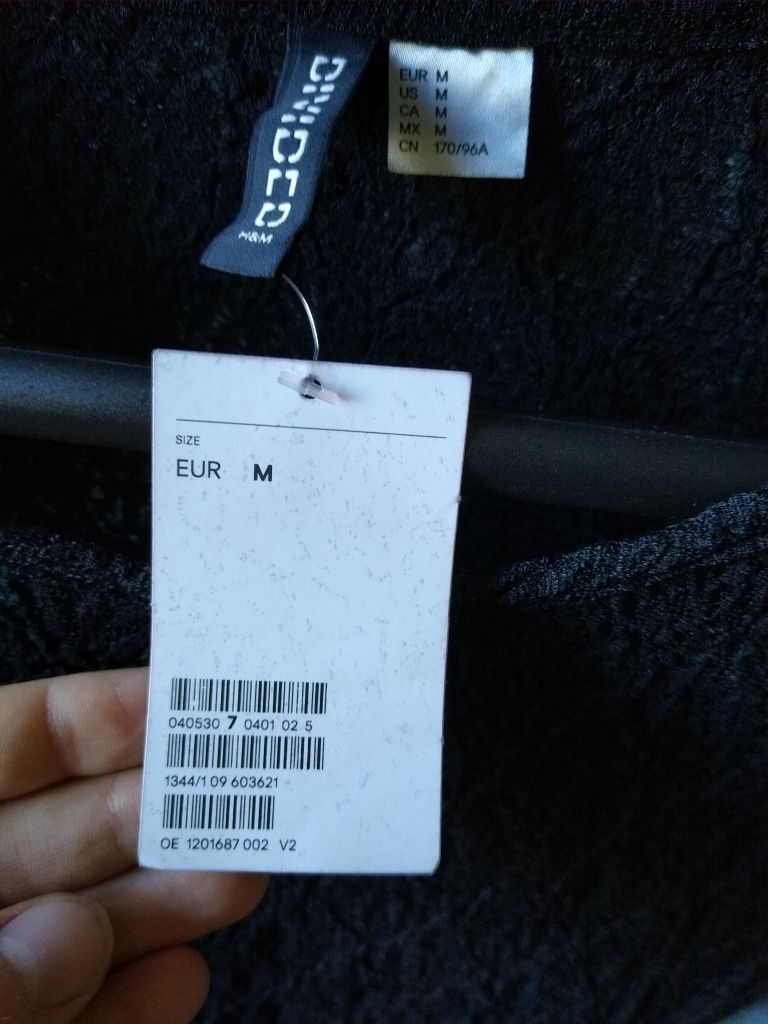 DIVIDED
H&M
EUR M
US M
CA M
MX M
CN 170/96A
SIZE
EUR M
040530 7 0401 02 5
1344/1 09 603621
OE 1201687 002 V2